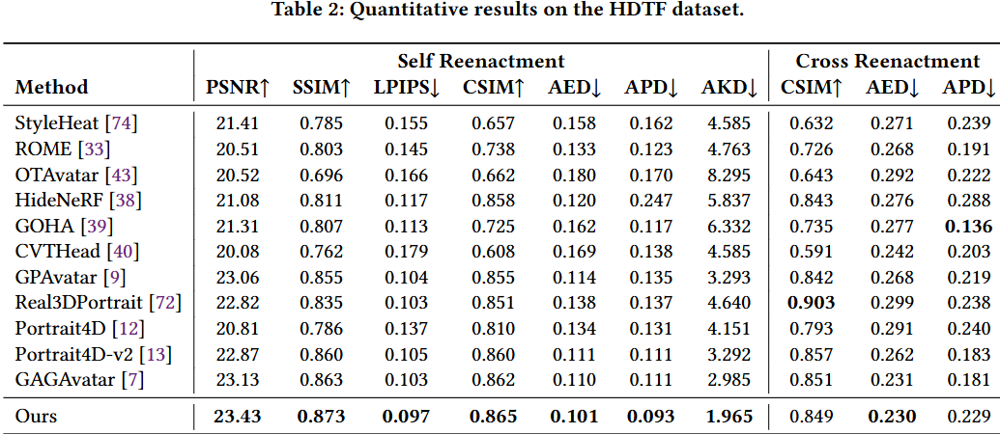 Table 2: Quantitative results on the HDTF dataset.
Self Reenactment Cross Reenactment
Method PSNR↑ SSIM↑ LPIPS↓ CSIM↑ AED↓ APD↓ AKD↓ CSIM↑ AED↓ APD↓
StyleHeat [74] 21.41 0.785 0.155 0.657 0.158 0.162 4.585 0.632 0.271 0.239
ROME [33] 20.51 0.803 0.145 0.738 0.133 0.123 4.763 0.726 0.268 0.191
OTAvatar [43] 20.52 0.696 0.166 0.662 0.180 0.170 8.295 0.643 0.292 0.222
HideNeRF [38] 21.08 0.811 0.117 0.858 0.120 0.247 5.837 0.843 0.276 0.288
GOHA [39] 21.31 0.807 0.113 0.725 0.162 0.117 6.332 0.735 0.277 0.136
CVTHead [40] 20.08 0.762 0.179 0.608 0.169 0.138 4.585 0.591 0.242 0.203
GPAvatar [9] 23.06 0.855 0.104 0.855 0.114 0.135 3.293 0.842 0.268 0.219
Real3DPortrait [72] 22.82 0.835 0.103 0.851 0.138 0.137 4.640 0.903 0.299 0.238
Portrait4D [12] 20.81 0.786 0.137 0.810 0.134 0.131 4.151 0.793 0.291 0.240
Portrait4D-v2 [13] 22.87 0.860 0.105 0.860 0.111 0.111 3.292 0.857 0.262 0.183
GAGAvatar [7] 23.13 0.863 0.103 0.862 0.110 0.111 2.985 0.851 0.231 0.181
Ours 23.43 0.873 0.097 0.865 0.101 0.093 1.965 0.849 0.230 0.229